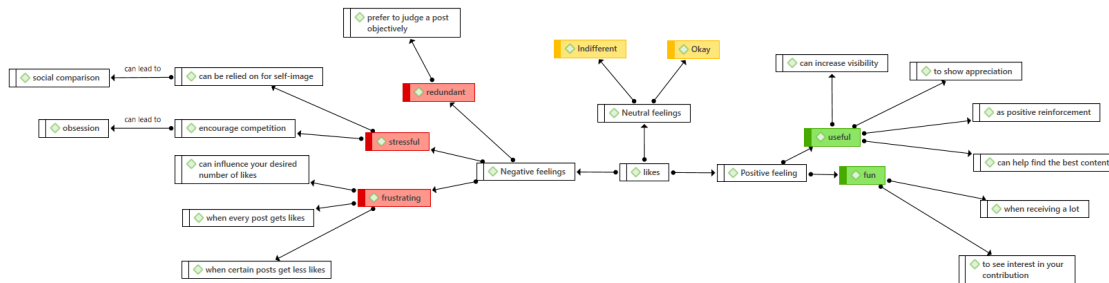 prefer to judge a post
objectively
Indifferent
Okay
can increase visibility
to show appreciation
can lead to
social comparison
can be relied on for self-image
redundant
Neutral feelings
as positive reinforcement
can lead to
obsession
encourage competition
stressful
useful
can influence your desired
number of likes
Negative feelings
likes
Positive feeling
fun
can help find the best content
frustrating
when every post gets likes
when receiving a lot
when certain posts get less likes
to see interest in your
contribution